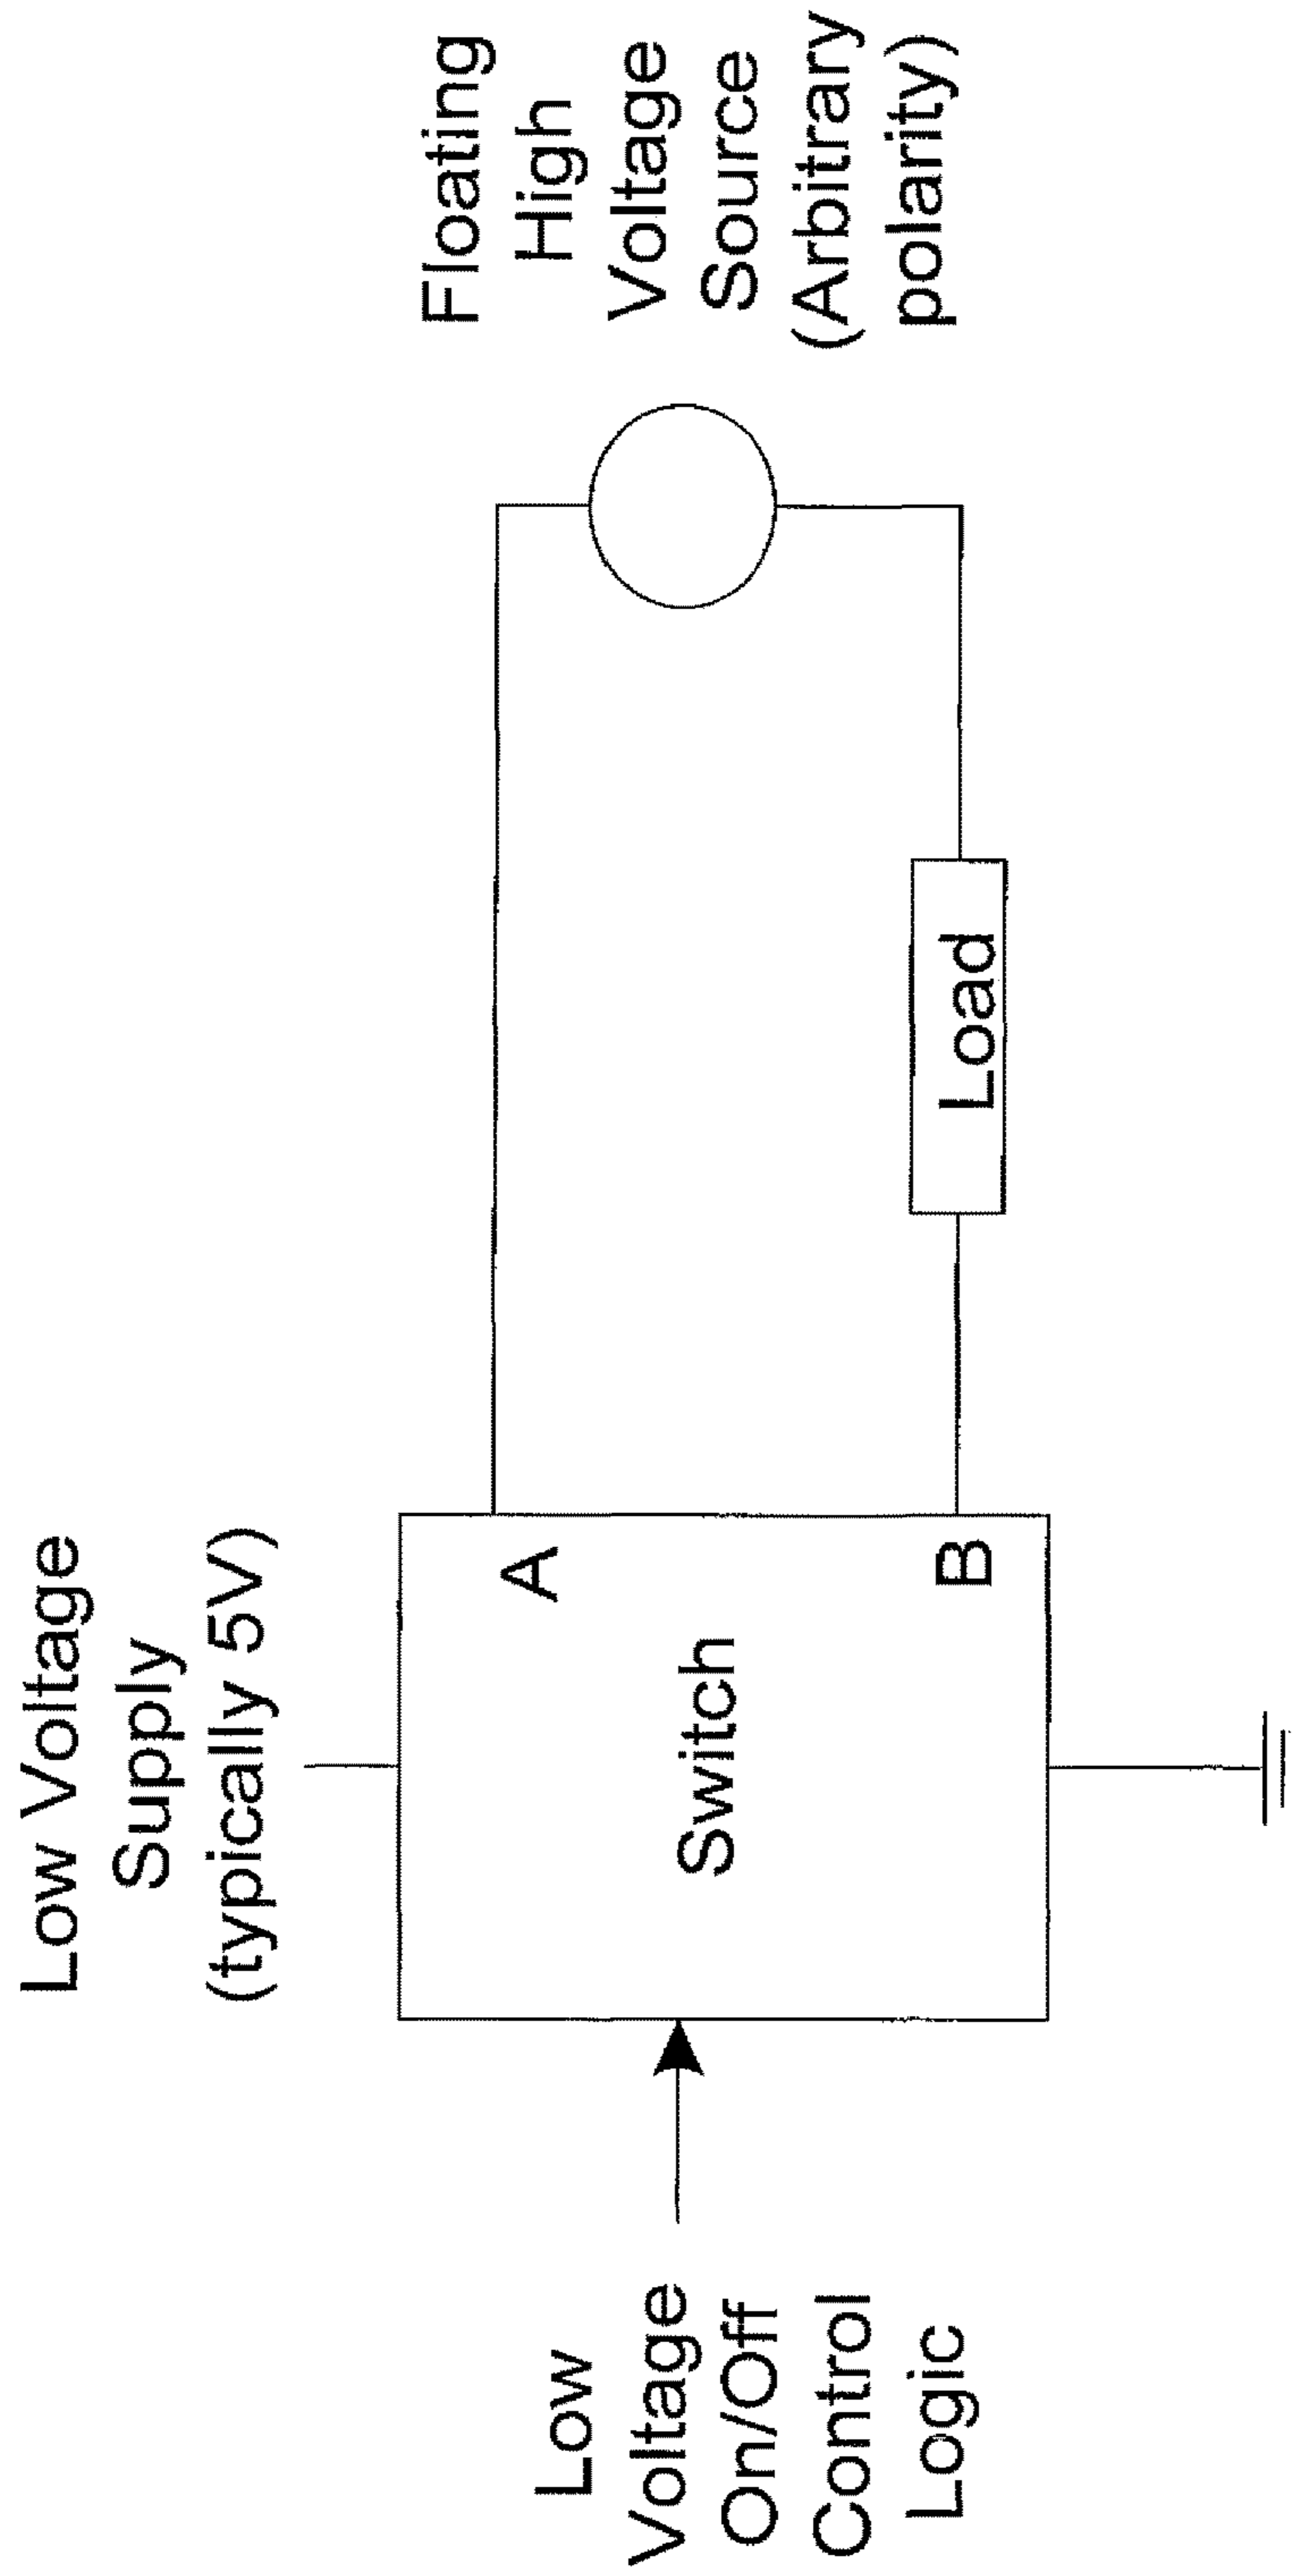 Low Voltage
Supply
(typically 5V)
Low
Voltage
On/Off
Control
Logic
Switch
A
B
Load
Floating
High
Voltage
Source
(Arbitrary
polarity)